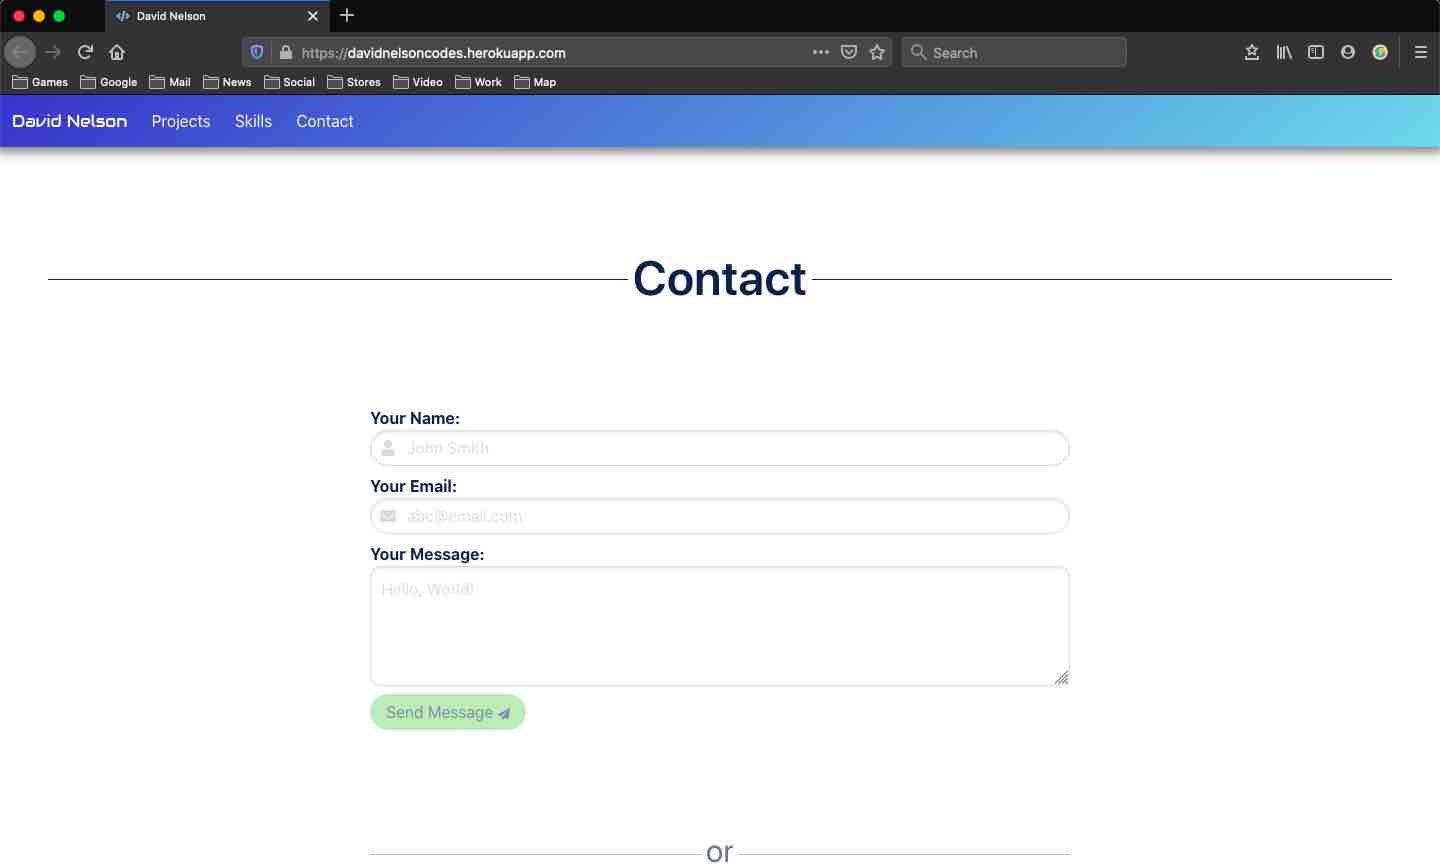 David Nelson
https://davidnelsoncodes.herokuapp.com
Search
Games Google Mail News Social Stores Video Work Map
David Nelson Projects Skills Contact
Contact
Your Name:
John Smith
Your Email:
abc@email.com
Your Message:
Hello, World!
Send Message
or